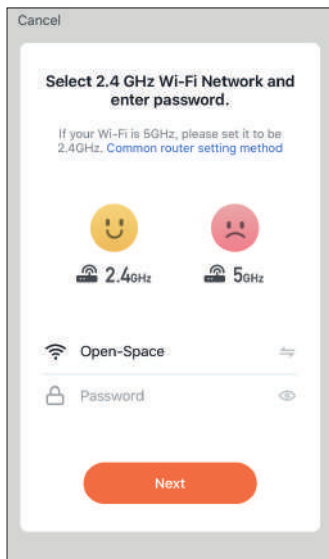 Cancel
Select 2.4 GHz Wi-Fi Network and
enter password.
If your Wi-Fi is 5GHz, please set it to be
2.4GHz. Common router setting method
2.4GHz 5GHz
Open-Space
Password
Next